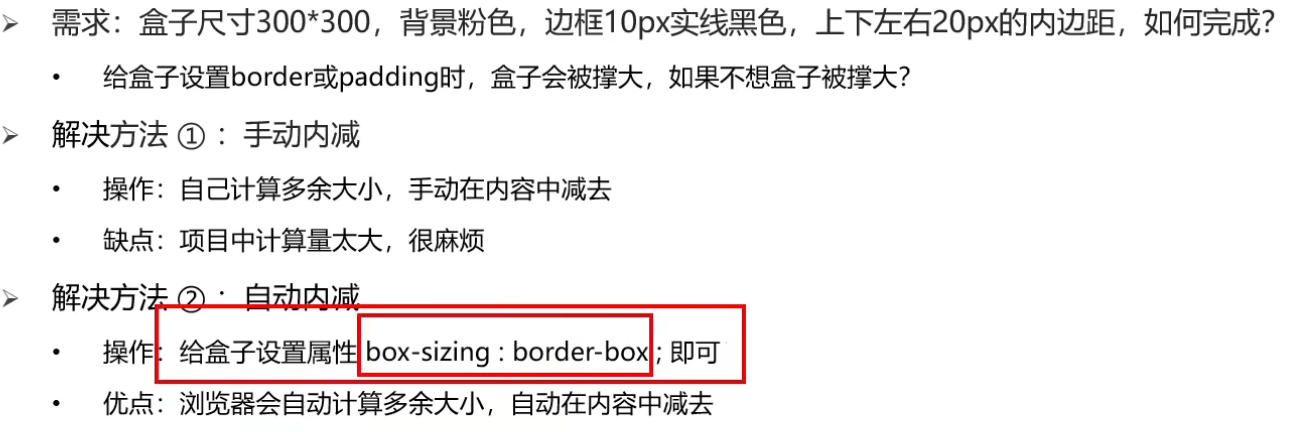 ➢ 需求：盒子尺寸300*300，背景粉色，边框10px实线黑色，上下左右20px的内边距，如何完成？
• 给盒子设置border或padding时，盒子会被撑大，如果不想盒子被撑大？
➢ 解决方法 ① ：手动内减
• 操作：自己计算多余大小，手动在内容中减去
• 缺点：项目中计算量太大，很麻烦
➢ 解决方法 ② ：自动内减
• 操作：给盒子设置属性 box-sizing : border-box ; 即可
• 优点：浏览器会自动计算多余大小，自动在内容中减去